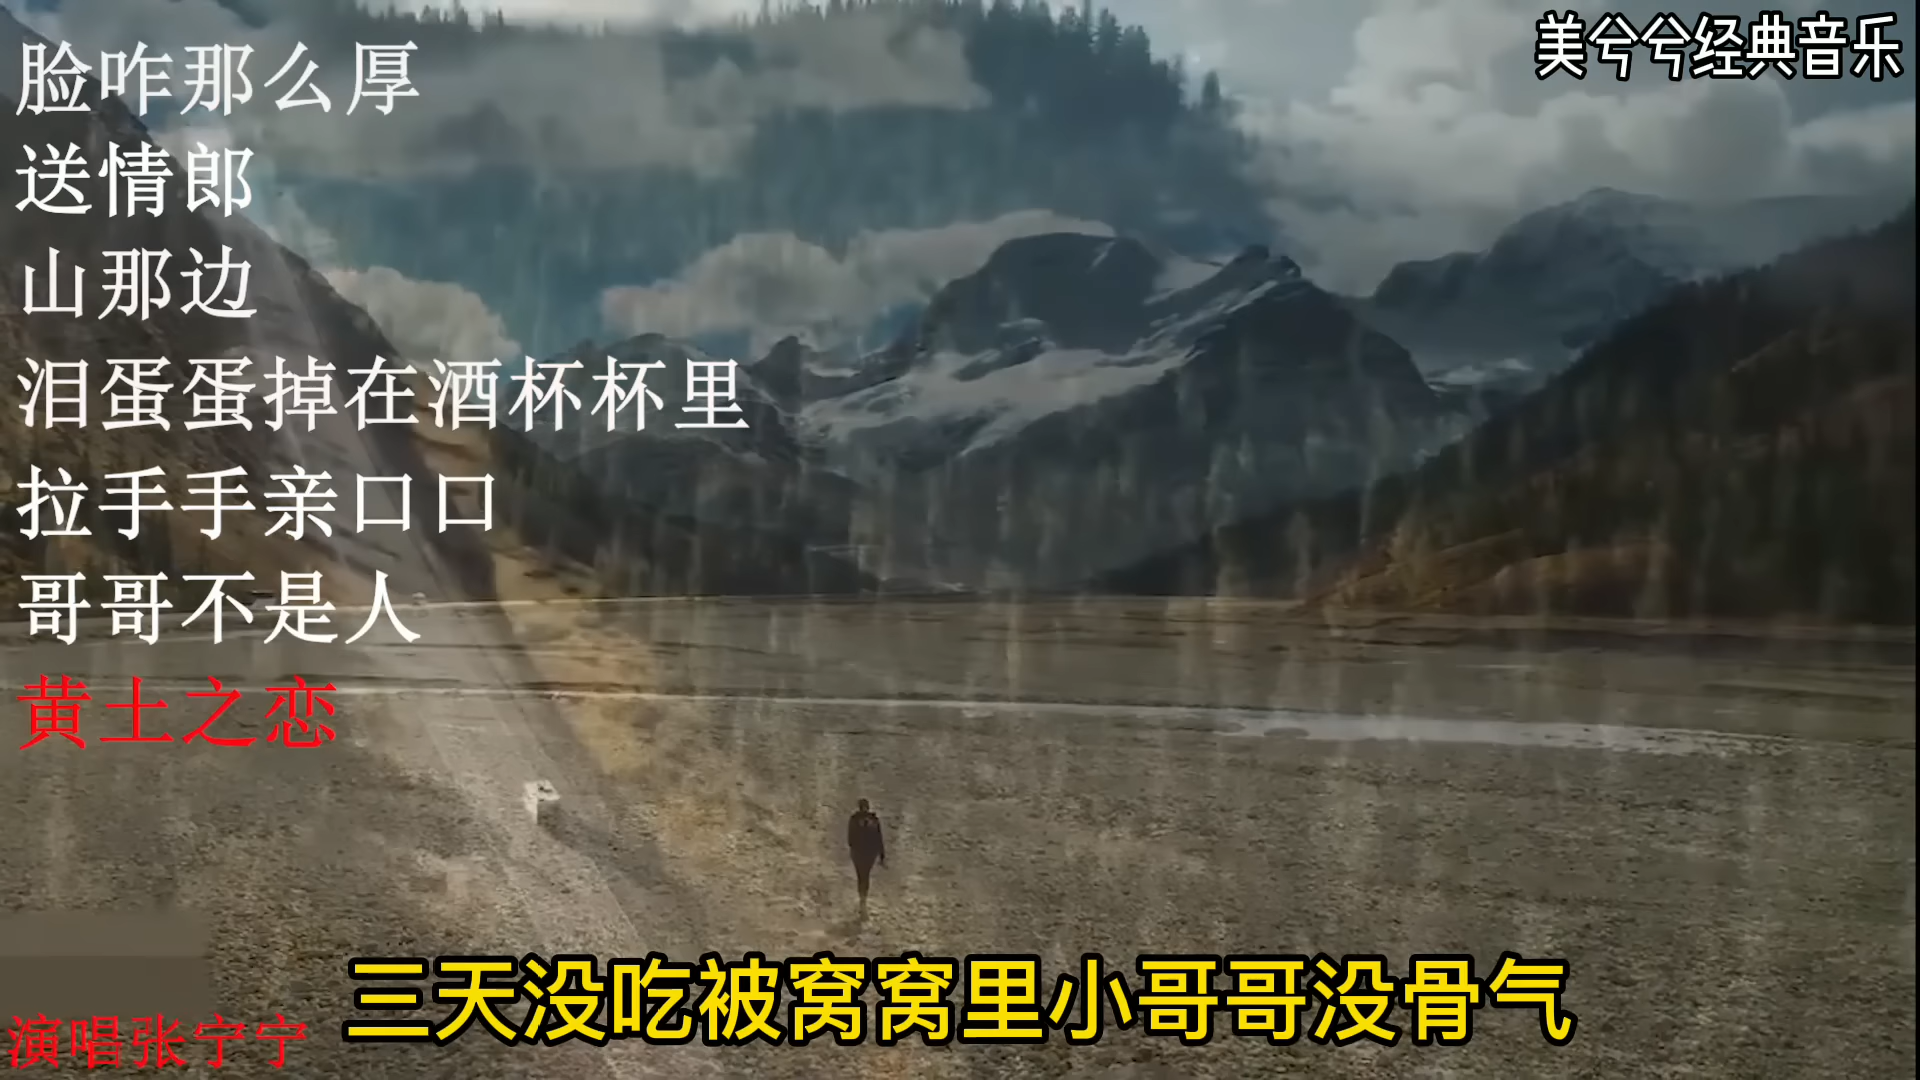 美兮兮经典音乐
脸咋那么厚
送情郎
山那边
泪蛋蛋掉在酒杯杯里
拉手手亲口口
哥哥不是人
黄土之恋
演唱张宁宁
三天没吃被窝窝里小哥哥没骨气